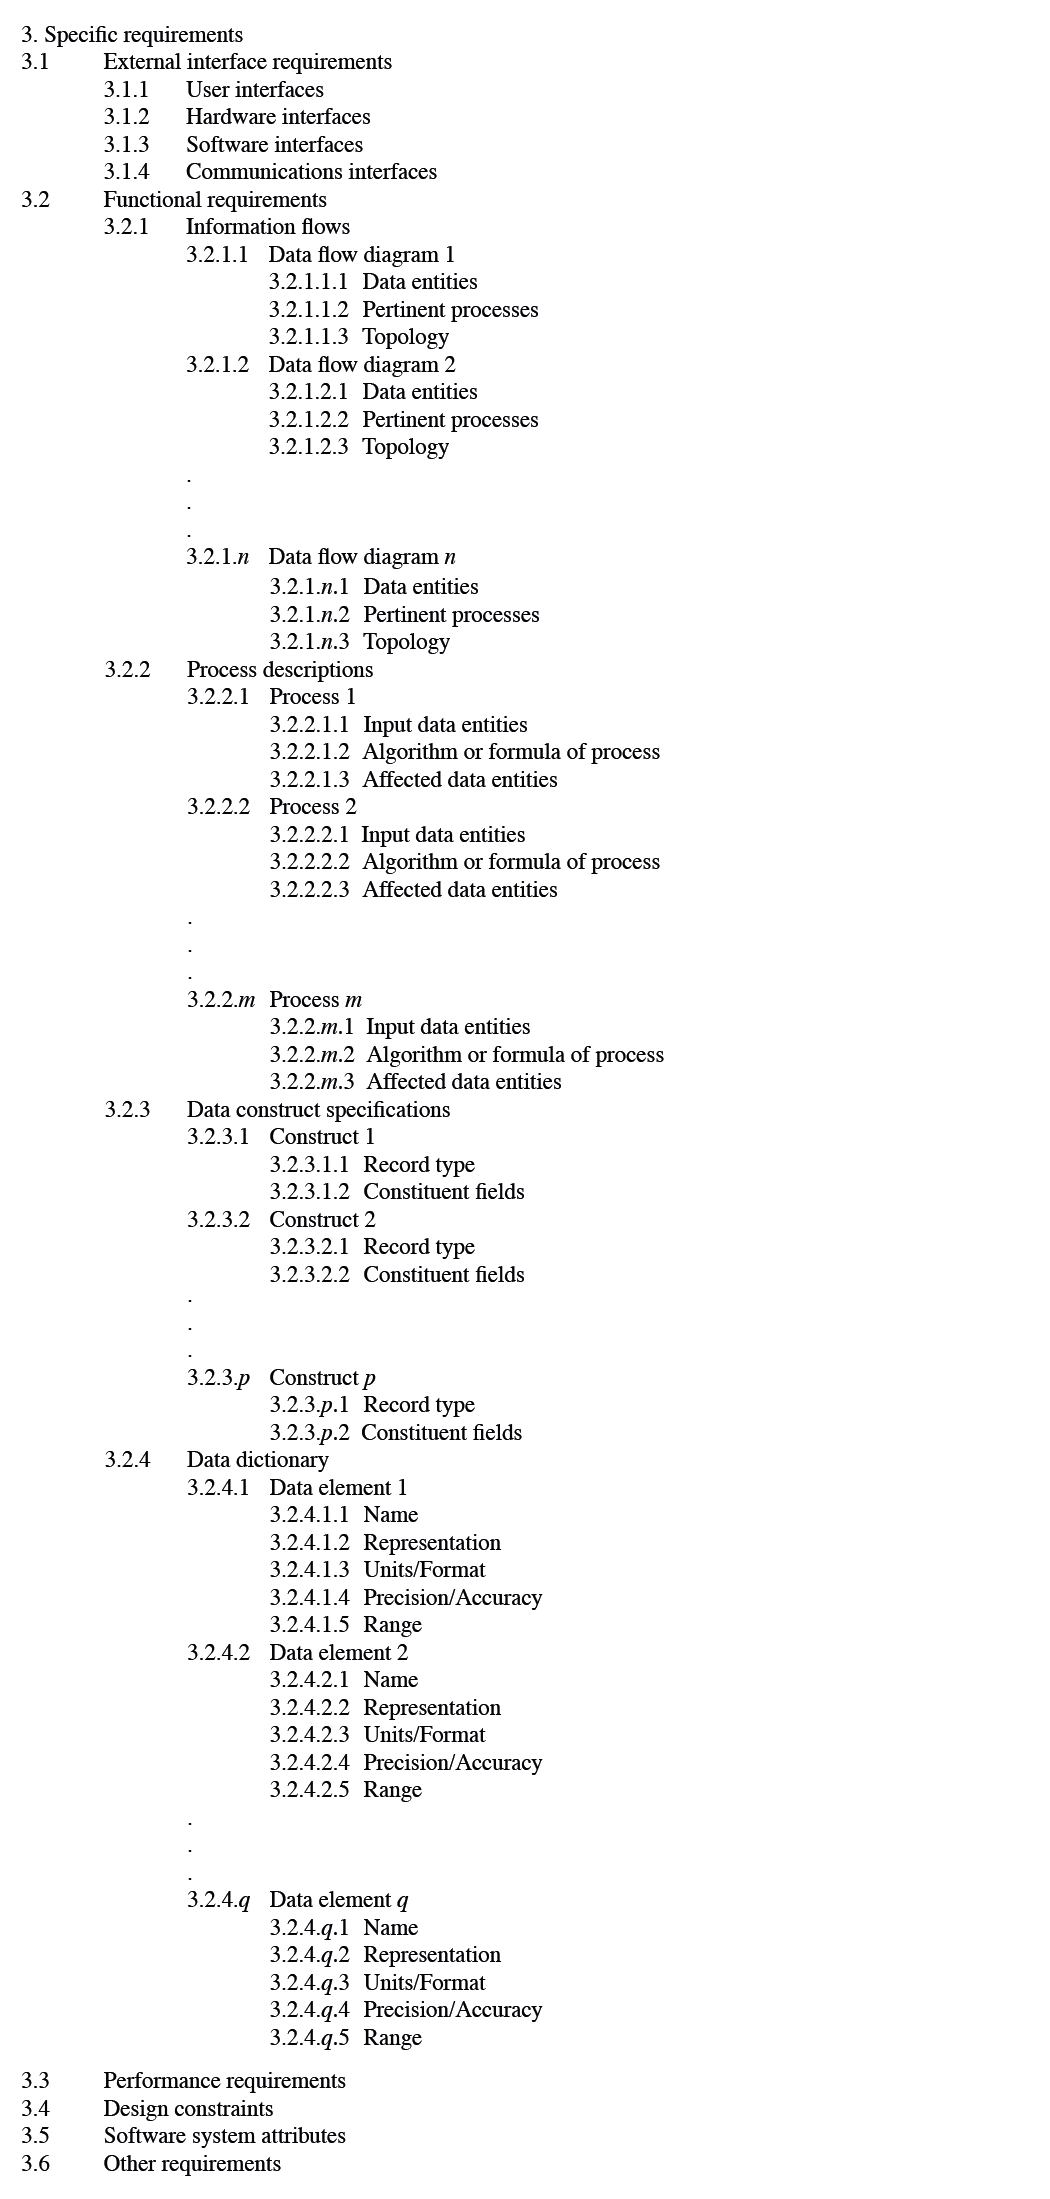 3. Specific requirements
3.1 External interface requirements
3.1.1 User interfaces
3.1.2 Hardware interfaces
3.1.3 Software interfaces
3.1.4 Communications interfaces
3.2 Functional requirements
3.2.1 Information flows
3.2.1.1 Data flow diagram 1
3.2.1.1.1 Data entities
3.2.1.1.2 Pertinent processes
3.2.1.1.3 Topology
3.2.1.2 Data flow diagram 2
3.2.1.2.1 Data entities
3.2.1.2.2 Pertinent processes
3.2.1.2.3 Topology
.
.
.
3.2.1.n Data flow diagram n
3.2.1.n.1 Data entities
3.2.1.n.2 Pertinent processes
3.2.1.n.3 Topology
3.2.2 Process descriptions
3.2.2.1 Process 1
3.2.2.1.1 Input data entities
3.2.2.1.2 Algorithm or formula of process
3.2.2.1.3 Affected data entities
3.2.2.2 Process 2
3.2.2.2.1 Input data entities
3.2.2.2.2 Algorithm or formula of process
3.2.2.2.3 Affected data entities
.
.
.
3.2.2.m Process m
3.2.2.m.1 Input data entities
3.2.2.m.2 Algorithm or formula of process
3.2.2.m.3 Affected data entities
3.2.3 Data construct specifications
3.2.3.1 Construct 1
3.2.3.1.1 Record type
3.2.3.1.2 Constituent fields
3.2.3.2 Construct 2
3.2.3.2.1 Record type
3.2.3.2.2 Constituent fields
.
.
.
3.2.3.p Construct p
3.2.3.p.1 Record type
3.2.3.p.2 Constituent fields
3.2.4 Data dictionary
3.2.4.1 Data element 1
3.2.4.1.1 Name
3.2.4.1.2 Representation
3.2.4.1.3 Units/Format
3.2.4.1.4 Precision/Accuracy
3.2.4.1.5 Range
3.2.4.2 Data element 2
3.2.4.2.1 Name
3.2.4.2.2 Representation
3.2.4.2.3 Units/Format
3.2.4.2.4 Precision/Accuracy
3.2.4.2.5 Range
.
.
.
3.2.4.q Data element q
3.2.4.q.1 Name
3.2.4.q.2 Representation
3.2.4.q.3 Units/Format
3.2.4.q.4 Precision/Accuracy
3.2.4.q.5 Range
3.3 Performance requirements
3.4 Design constraints
3.5 Software system attributes
3.6 Other requirements